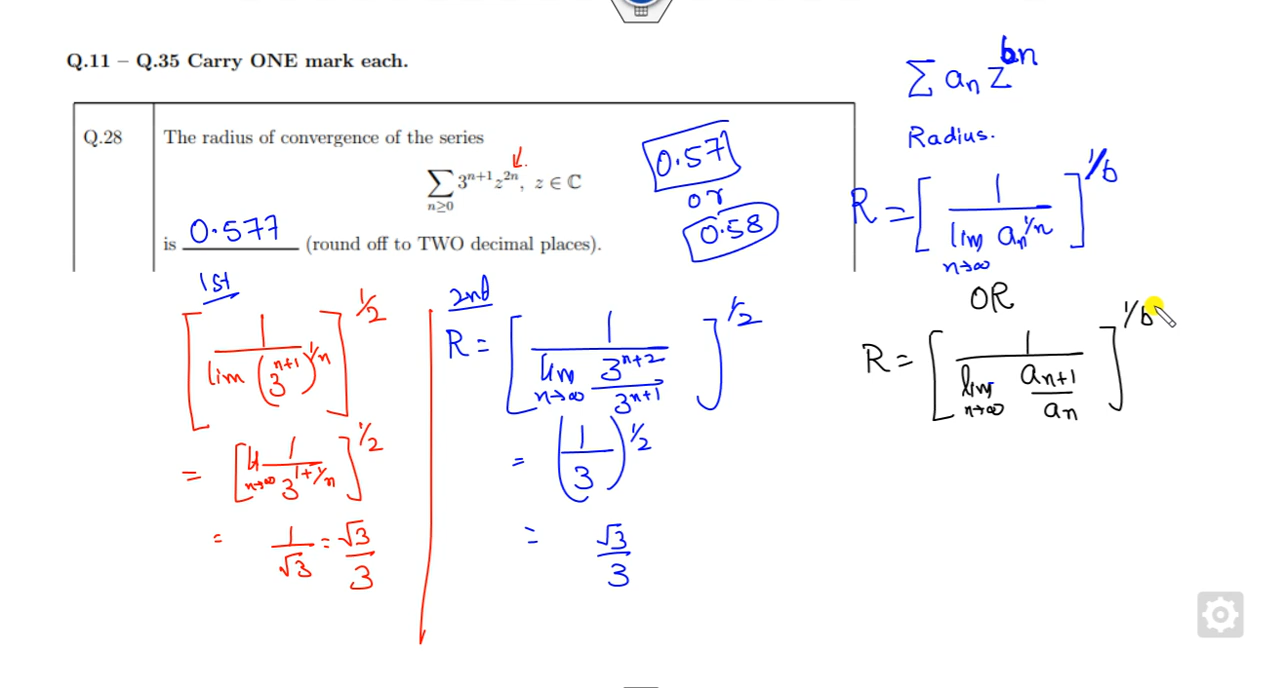 Q.11 – Q.35 Carry ONE mark each.
Q.28
The radius of convergence of the series
∑_{n≥0} 3^{n+1} z^{2n}, z ∈ ℂ
is 0.577 (round off to TWO decimal places).
0.57
or
0.58
∑ a_n z^{bn}
Radius.
R = [1 / lim_{n→∞} a_n^{1/n}]^{1/b}
OR
R = [1 / lim_{n→∞} a_{n+1}/a_n]^{1/b}
1st
[1 / lim (3^{n+1})^{1/n}]^{1/2}
= [lt_{n→∞} 1 / 3^{1+1/n}]^{1/2}
= 1/√3 = √3/3
2nd
R = [1 / lim_{n→∞} 3^{n+2}/3^{n+1}]^{1/2}
= (1/3)^{1/2}
= √3/3